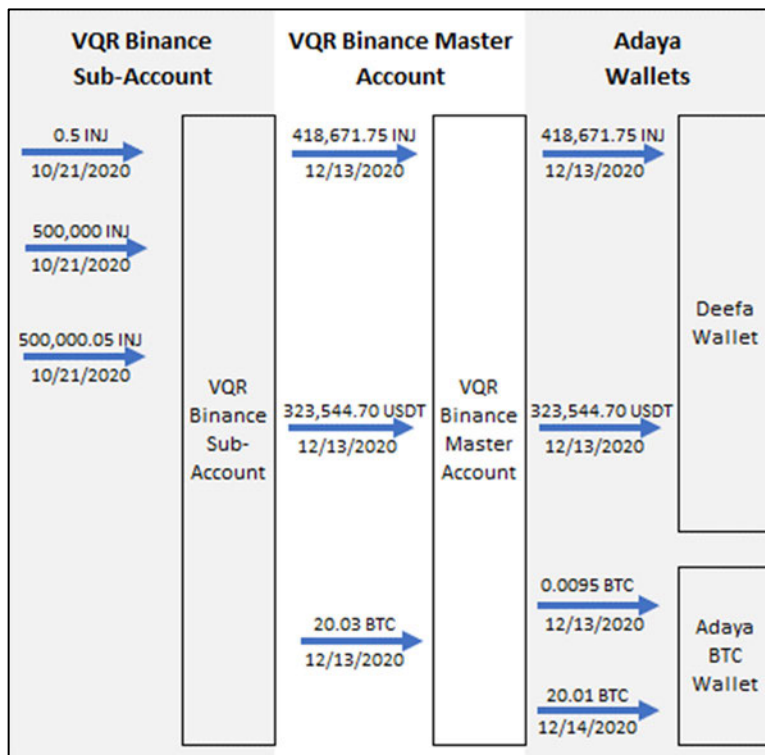 VQR Binance
Sub-Account
VQR Binance Master
Account
Adaya
Wallets
0.5 INJ
10/21/2020
500,000 INJ
10/21/2020
500,000.05 INJ
10/21/2020
VQR
Binance
Sub-
Account
418,671.75 INJ
12/13/2020
323,544.70 USDT
12/13/2020
20.03 BTC
12/13/2020
VQR
Binance
Master
Account
418,671.75 INJ
12/13/2020
323,544.70 USDT
12/13/2020
0.0095 BTC
12/13/2020
20.01 BTC
12/14/2020
Deefa
Wallet
Adaya
BTC
Wallet